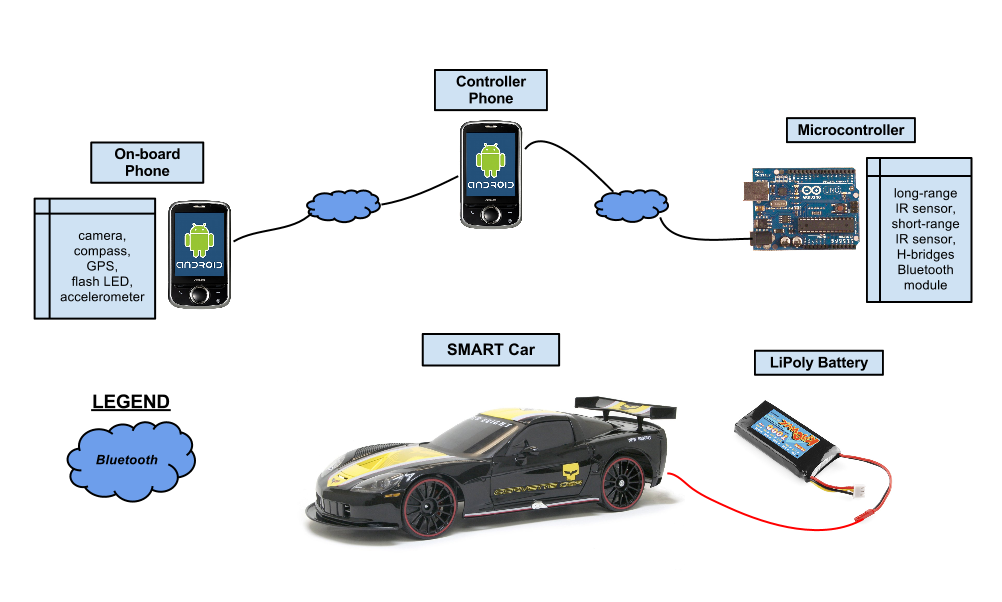 Controller
Phone
Microcontroller
On-board
Phone
long-range
IR sensor,
short-range
IR sensor,
H-bridges
Bluetooth
module
camera,
compass,
GPS,
flash LED,
accelerometer
ANDROID
ANDROID
SMART Car
LiPoly Battery
LEGEND
Bluetooth